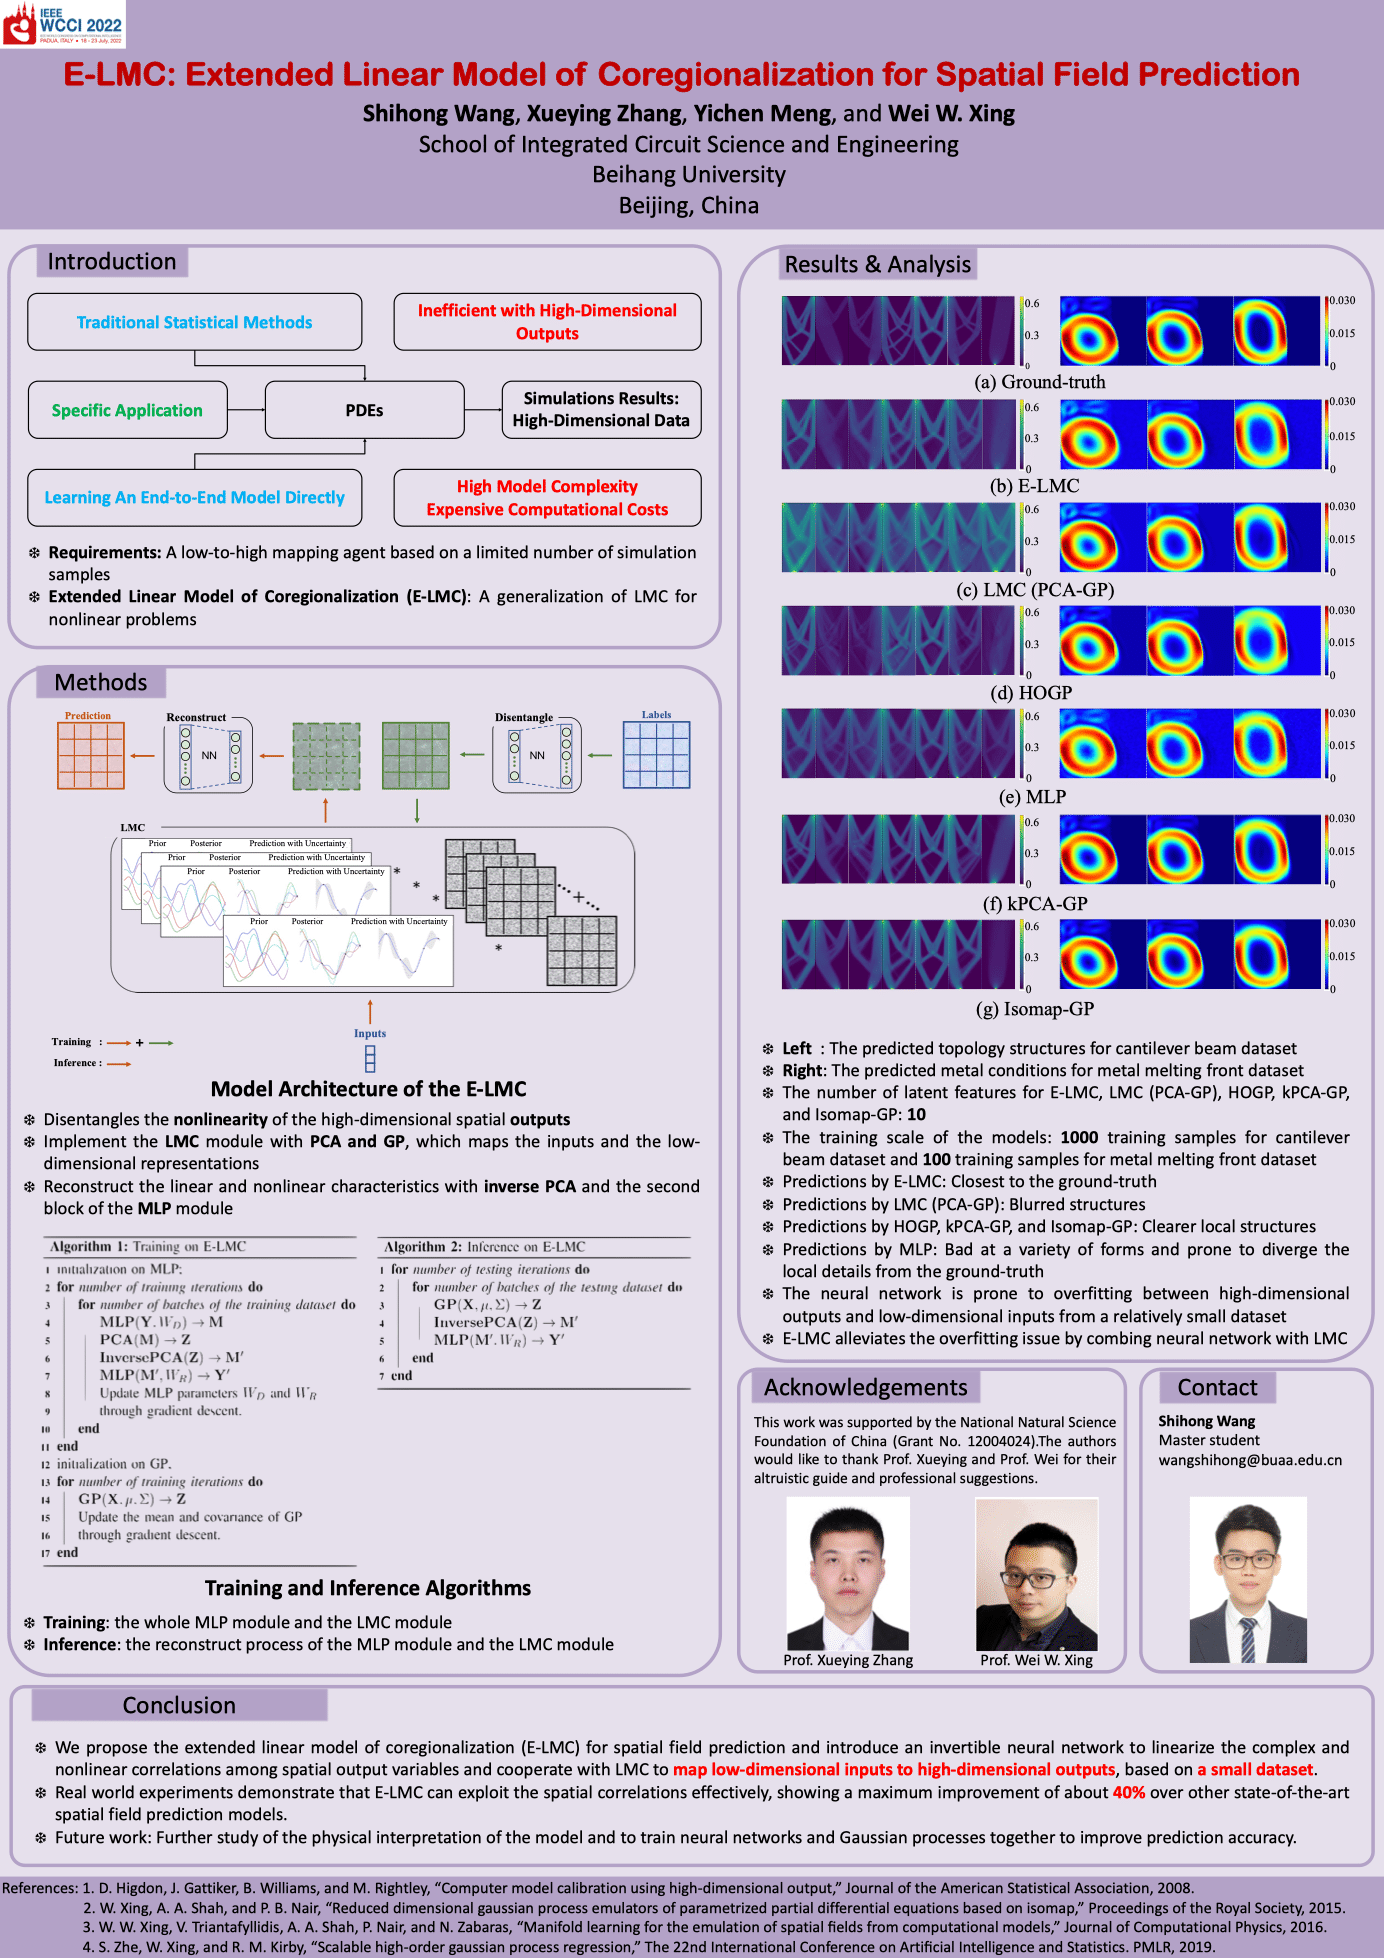 IEEE
WCCI 2022
PADUA, ITALY • 18 - 23 July, 2022
E-LMC: Extended Linear Model of Coregionalization for Spatial Field Prediction
Shihong Wang, Xueying Zhang, Yichen Meng, and Wei W. Xing
School of Integrated Circuit Science and Engineering
Beihang University
Beijing, China
Introduction
Traditional Statistical Methods
Inefficient with High-Dimensional
Outputs
Specific Application
PDEs
Simulations Results:
High-Dimensional Data
Learning An End-to-End Model Directly
High Model Complexity
Expensive Computational Costs
❄ Requirements: A low-to-high mapping agent based on a limited number of simulation
samples
❄ Extended Linear Model of Coregionalization (E-LMC): A generalization of LMC for
nonlinear problems
Methods
Prediction
Reconstruct
NN
Disentangle
NN
Labels
LMC
Prior Posterior Prediction with Uncertainty
Prior Posterior Prediction with Uncertainty
Prior Posterior Prediction with Uncertainty
Prior Posterior Prediction with Uncertainty
* * * *
...+...
Inputs
Training : +
Inference :
Model Architecture of the E-LMC
❄ Disentangles the nonlinearity of the high-dimensional spatial outputs
❄ Implement the LMC module with PCA and GP, which maps the inputs and the low-
dimensional representations
❄ Reconstruct the linear and nonlinear characteristics with inverse PCA and the second
block of the MLP module
Algorithm 1: Training on E-LMC
1 initialization on MLP;
2 for number of training iterations do
3 for number of batches of the training dataset do
4 MLP(Y, W_D) → M
5 PCA(M) → Z
6 InversePCA(Z) → M′
7 MLP(M′, W_R) → Y′
8 Update MLP parameters W_D and W_R
9 through gradient descent.
10 end
11 end
12 initialization on GP.
13 for number of training iterations do
14 GP(X, μ, Σ) → Z
15 Update the mean and covariance of GP
16 through gradient descent.
17 end
Algorithm 2: Inference on E-LMC
1 for number of testing iterations do
2 for number of batches of the testing dataset do
3 GP(X, μ, Σ) → Z
4 InversePCA(Z) → M′
5 MLP(M′, W_R) → Y′
6 end
7 end
Training and Inference Algorithms
❄ Training: the whole MLP module and the LMC module
❄ Inference: the reconstruct process of the MLP module and the LMC module
Results & Analysis
0.6 0.030
0.3 0.015
0 0
(a) Ground-truth
0.6 0.030
0.3 0.015
0 0
(b) E-LMC
0.6 0.030
0.3 0.015
0 0
(c) LMC (PCA-GP)
0.6 0.030
0.3 0.015
0 0
(d) HOGP
0.6 0.030
0.3 0.015
0 0
(e) MLP
0.6 0.030
0.3 0.015
0 0
(f) kPCA-GP
0.6 0.030
0.3 0.015
0 0
(g) Isomap-GP
❄ Left : The predicted topology structures for cantilever beam dataset
❄ Right: The predicted metal conditions for metal melting front dataset
❄ The number of latent features for E-LMC, LMC (PCA-GP), HOGP, kPCA-GP,
and Isomap-GP: 10
❄ The training scale of the models: 1000 training samples for cantilever
beam dataset and 100 training samples for metal melting front dataset
❄ Predictions by E-LMC: Closest to the ground-truth
❄ Predictions by LMC (PCA-GP): Blurred structures
❄ Predictions by HOGP, kPCA-GP, and Isomap-GP: Clearer local structures
❄ Predictions by MLP: Bad at a variety of forms and prone to diverge the
local details from the ground-truth
❄ The neural network is prone to overfitting between high-dimensional
outputs and low-dimensional inputs from a relatively small dataset
❄ E-LMC alleviates the overfitting issue by combing neural network with LMC
Acknowledgements
This work was supported by the National Natural Science
Foundation of China (Grant No. 12004024).The authors
would like to thank Prof. Xueying and Prof. Wei for their
altruistic guide and professional suggestions.
Prof. Xueying Zhang
Prof. Wei W. Xing
Contact
Shihong Wang
Master student
wangshihong@buaa.edu.cn
Conclusion
❄ We propose the extended linear model of coregionalization (E-LMC) for spatial field prediction and introduce an invertible neural network to linearize the complex and
nonlinear correlations among spatial output variables and cooperate with LMC to map low-dimensional inputs to high-dimensional outputs, based on a small dataset.
❄ Real world experiments demonstrate that E-LMC can exploit the spatial correlations effectively, showing a maximum improvement of about 40% over other state-of-the-art
spatial field prediction models.
❄ Future work: Further study of the physical interpretation of the model and to train neural networks and Gaussian processes together to improve prediction accuracy.
References: 1. D. Higdon, J. Gattiker, B. Williams, and M. Rightley, “Computer model calibration using high-dimensional output,” Journal of the American Statistical Association, 2008.
2. W. Xing, A. A. Shah, and P. B. Nair, “Reduced dimensional gaussian process emulators of parametrized partial differential equations based on isomap,” Proceedings of the Royal Society, 2015.
3. W. W. Xing, V. Triantafyllidis, A. A. Shah, P. Nair, and N. Zabaras, “Manifold learning for the emulation of spatial fields from computational models,” Journal of Computational Physics, 2016.
4. S. Zhe, W. Xing, and R. M. Kirby, “Scalable high-order gaussian process regression,” The 22nd International Conference on Artificial Intelligence and Statistics. PMLR, 2019.